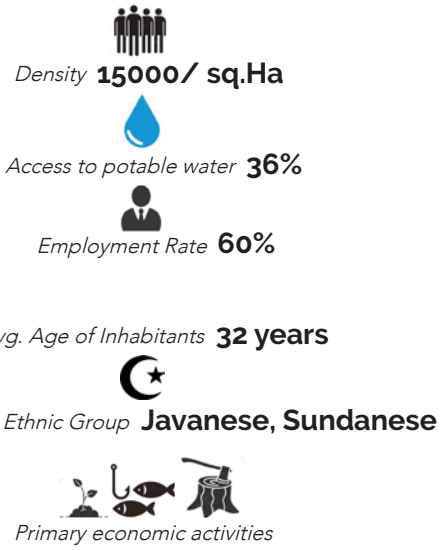 Density 15000/ sq.Ha
Access to potable water 36%
Employment Rate 60%
vg. Age of Inhabitants 32 years
Ethnic Group Javanese, Sundanese
Primary economic activities